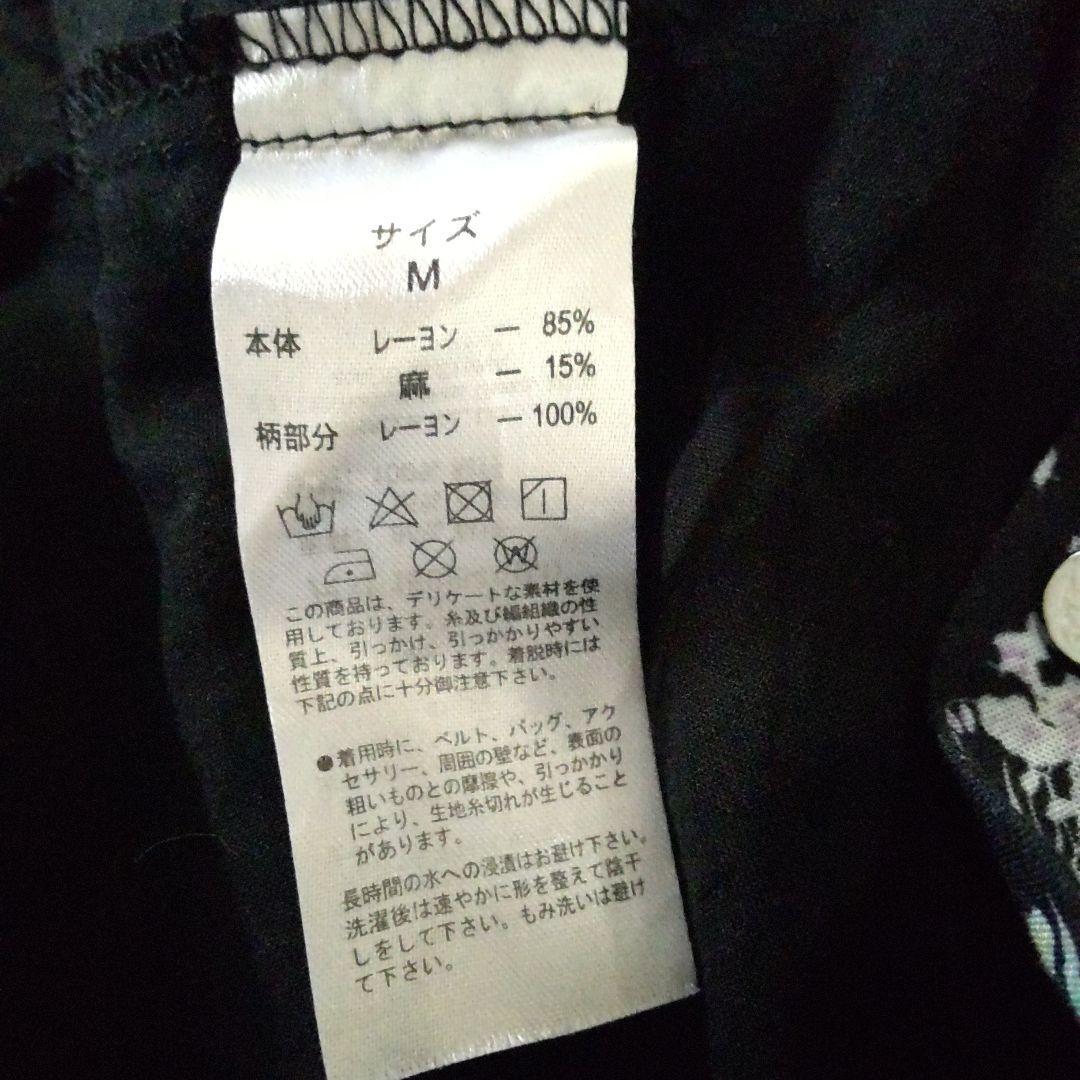 サイズ
M
本体 レーヨン ー 85%
麻 ー 15%
柄部分 レーヨン ー 100%
W
この商品は、デリケートな素材を使
用しております。糸及び編組織の性
質上、引っかけ、引っかかりやすい
性質を持っております。着脱時には
下記の点に十分御注意下さい。
●着用時に、ベルト、バッグ、アク
セサリー、周囲の壁など、表面の
粗いものとの摩擦や、引っかかり
により、生地糸切れが生じること
があります。
長時間の水への浸漬はお避け下さい。
洗濯後は速やかに形を整えて陰干
しをして下さい。もみ洗いは避け
て下さい。